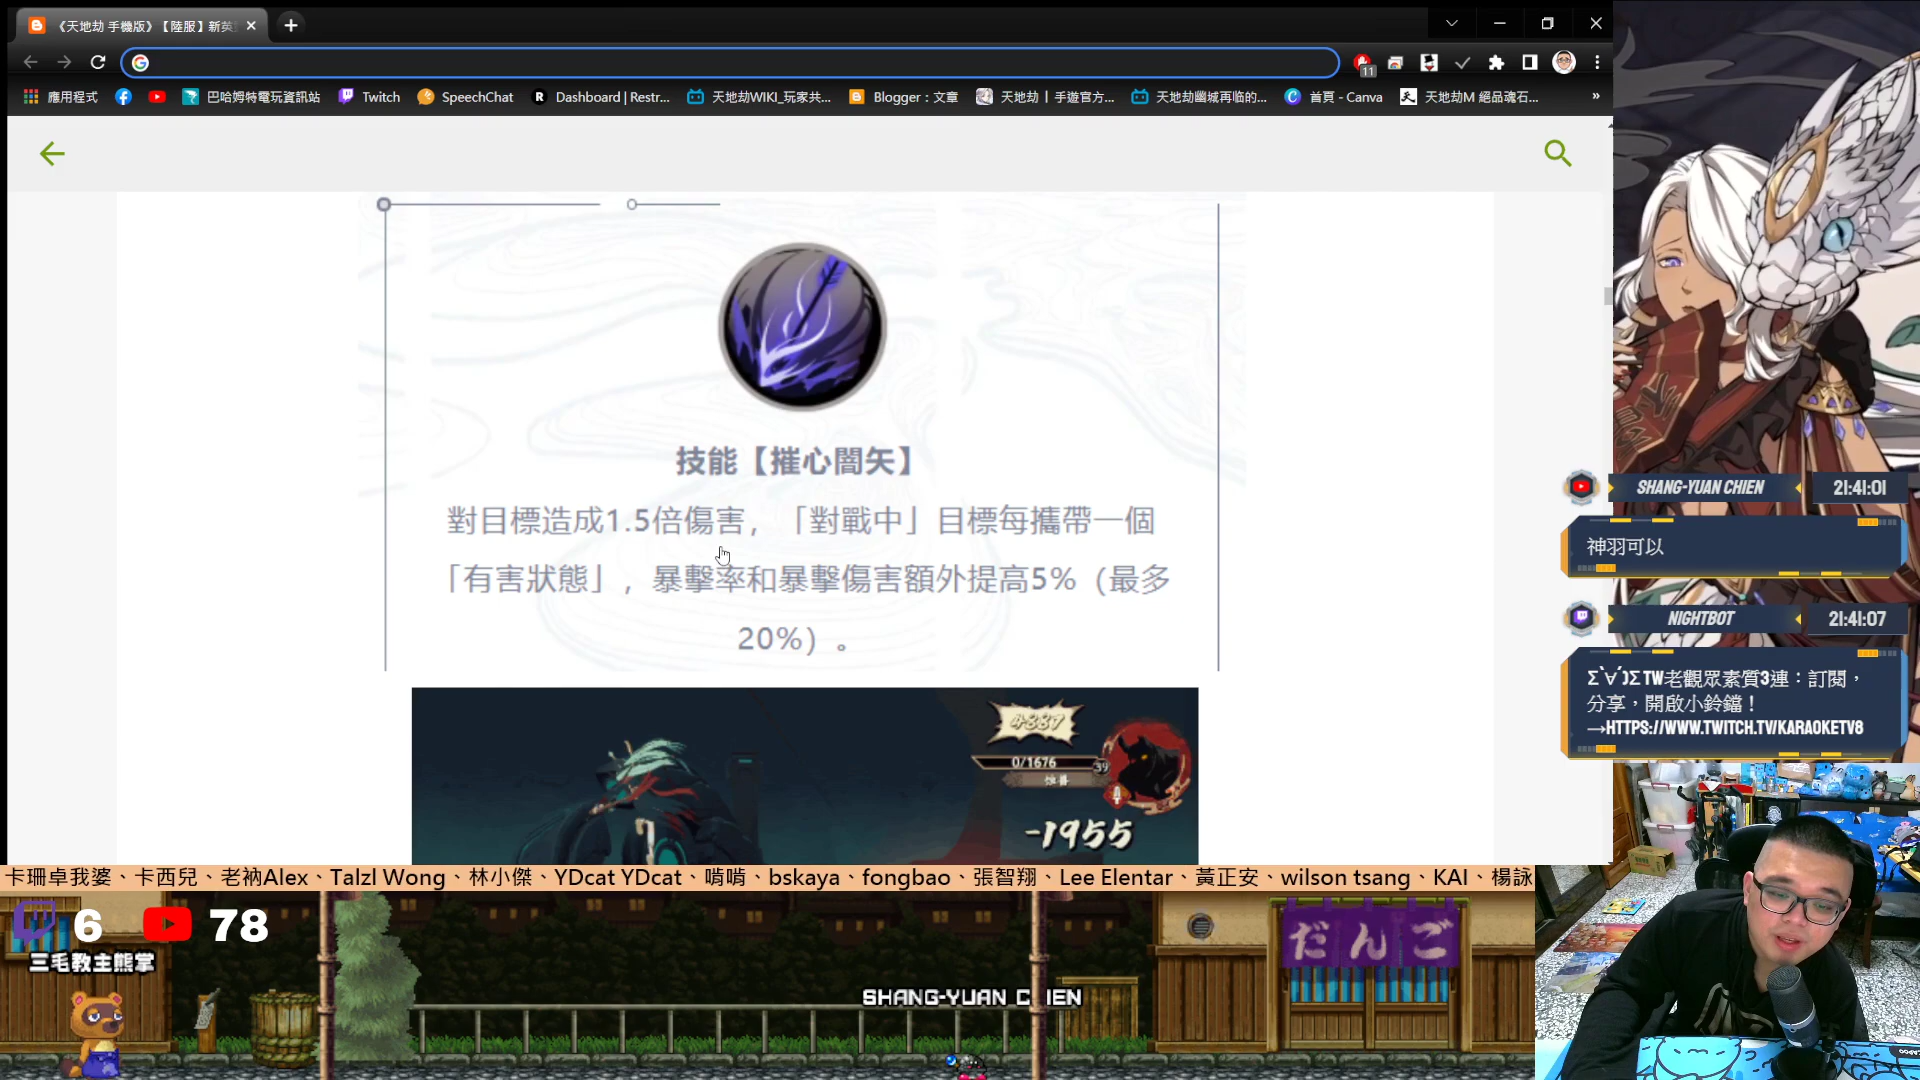 《天地劫 手機版》【陸服】新英
11
應用程式
巴哈姆特電玩資訊站
Twitch
SpeechChat
Dashboard | Restr...
天地劫WIKI_玩家共...
Blogger：文章
天地劫丨手遊官方...
天地劫幽城再临的...
首頁 - Canva
天地劫M 絕品魂石...
»
技能【摧心闇矢】
對目標造成1.5倍傷害，「對戰中」目標每攜帶一個
「有害狀態」，暴擊率和暴擊傷害額外提高5%（最多
20%）。
4887
0/1676
39
-1955
SHANG-YUAN CHIEN
21:41:01
神羽可以
NIGHTBOT
21:41:07
Σ`∀´)Σ TW老觀眾素質3連：訂閱，
分享，開啟小鈴鐺！
→HTTPS://WWW.TWITCH.TV/KARAOKETV8
卡珊卓我婆、卡西兒、老衲Alex、Talzl Wong、林小傑、YDcat YDcat、啃啃、bskaya、fongbao、張智翔、Lee Elentar、黃正安、wilson tsang、KAI、楊詠
6
78
三毛教主熊掌
だんご
SHANG-YUAN CHIEN